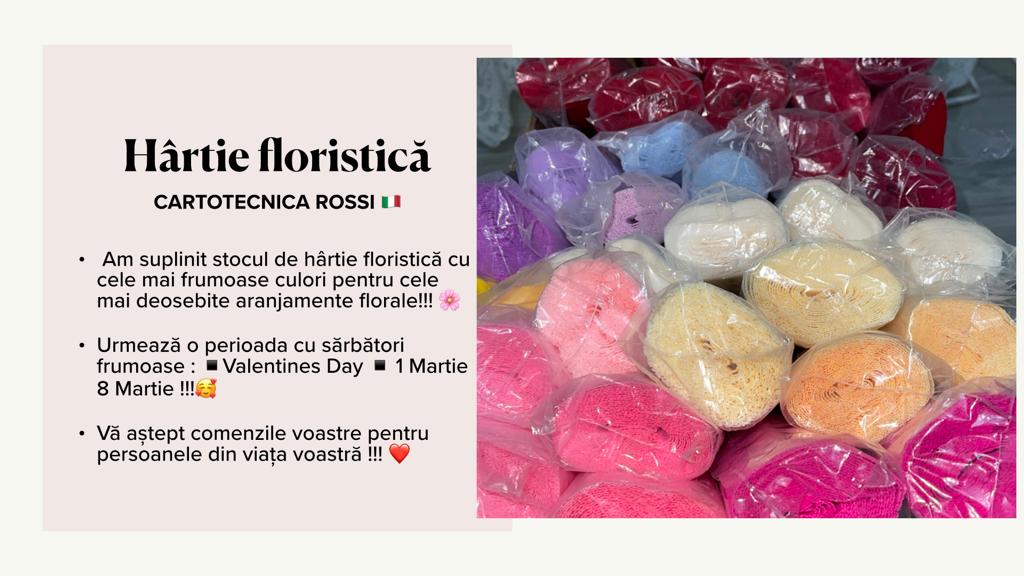 Hârtie floristică
CARTOTECNICA ROSSI 🇮🇹
• Am suplinit stocul de hârtie floristică cu
cele mai frumoase culori pentru cele
mai deosebite aranjamente florale!!! 🌸
• Urmează o perioada cu sărbători
frumoase : ◾Valentines Day ◾ 1 Martie
8 Martie !!!🥰
• Vă aștept comenzile voastre pentru
persoanele din viața voastră !!! ❤️